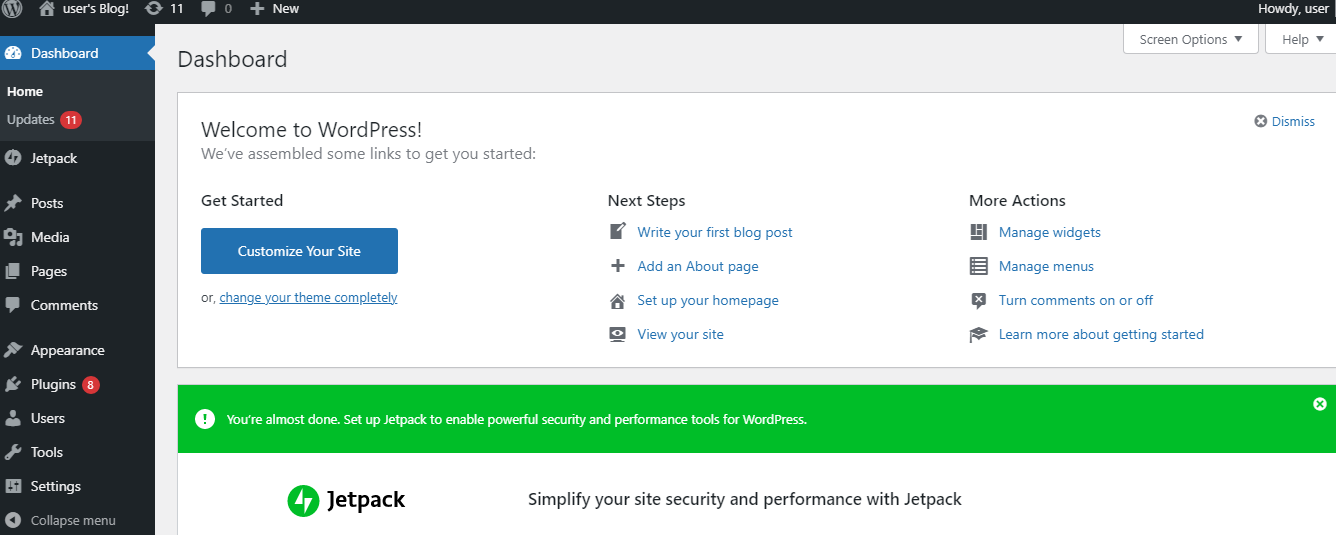 user's Blog! 11 0 New Howdy, user
Dashboard
Home
Updates 11
Jetpack
Posts
Media
Pages
Comments
Appearance
Plugins 8
Users
Tools
Settings
Collapse menu
Screen Options Help
Dashboard
Welcome to WordPress!
We've assembled some links to get you started:
Dismiss
Get Started
Customize Your Site
or, change your theme completely
Next Steps
Write your first blog post
Add an About page
Set up your homepage
View your site
More Actions
Manage widgets
Manage menus
Turn comments on or off
Learn more about getting started
You're almost done. Set up Jetpack to enable powerful security and performance tools for WordPress.
Jetpack
Simplify your site security and performance with Jetpack